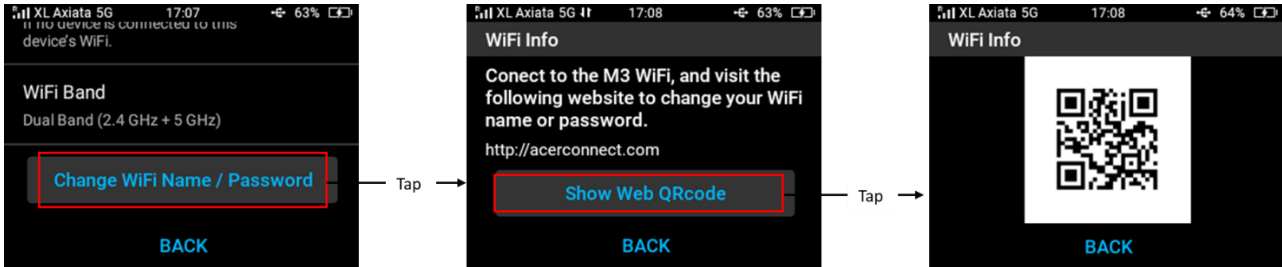 XL Axiata 5G 17:07 63%
If no device is connected to this
device's WiFi.
WiFi Band
Dual Band (2.4 GHz + 5 GHz)
Change WiFi Name / Password
BACK
Tap
XL Axiata 5G 17:08 63%
WiFi Info
Conect to the M3 WiFi, and visit the
following website to change your WiFi
name or password.
http://acerconnect.com
Show Web QRcode
BACK
Tap
XL Axiata 5G 17:08 64%
WiFi Info
BACK